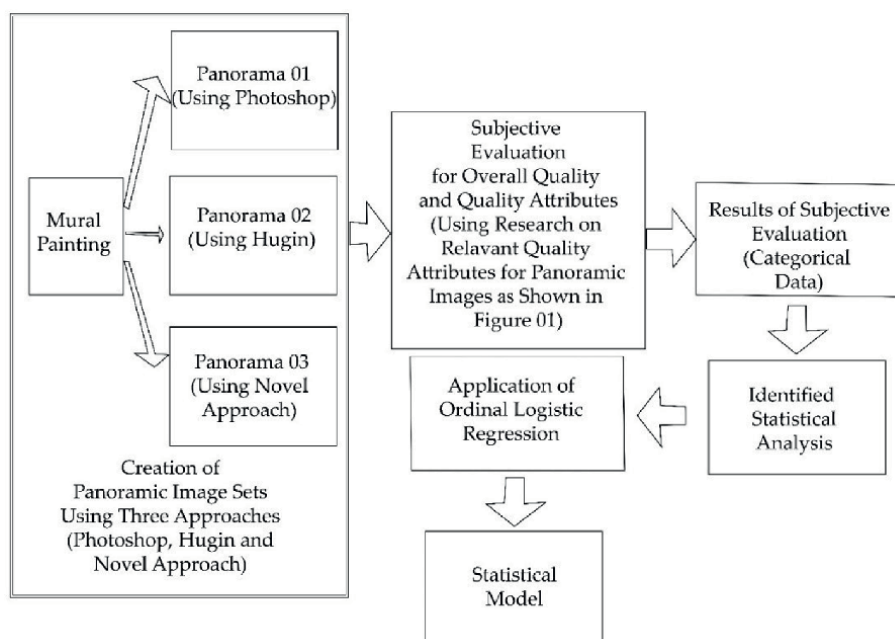 Mural
Painting
Panorama 01
(Using Photoshop)
Panorama 02
(Using Hugin)
Panorama 03
(Using Novel
Approach)
Creation of
Panoramic Image Sets
Using Three Approaches
(Photoshop, Hugin and
Novel Approach)
Subjective
Evaluation
for Overall Quality
and Quality Attributes
(Using Research on
Relavant Quality
Attributes for Panoramic
Images as Shown in
Figure 01)
Results of Subjective
Evaluation
(Categorical
Data)
Identified
Statistical
Analysis
Application of
Ordinal Logistic
Regression
Statistical
Model